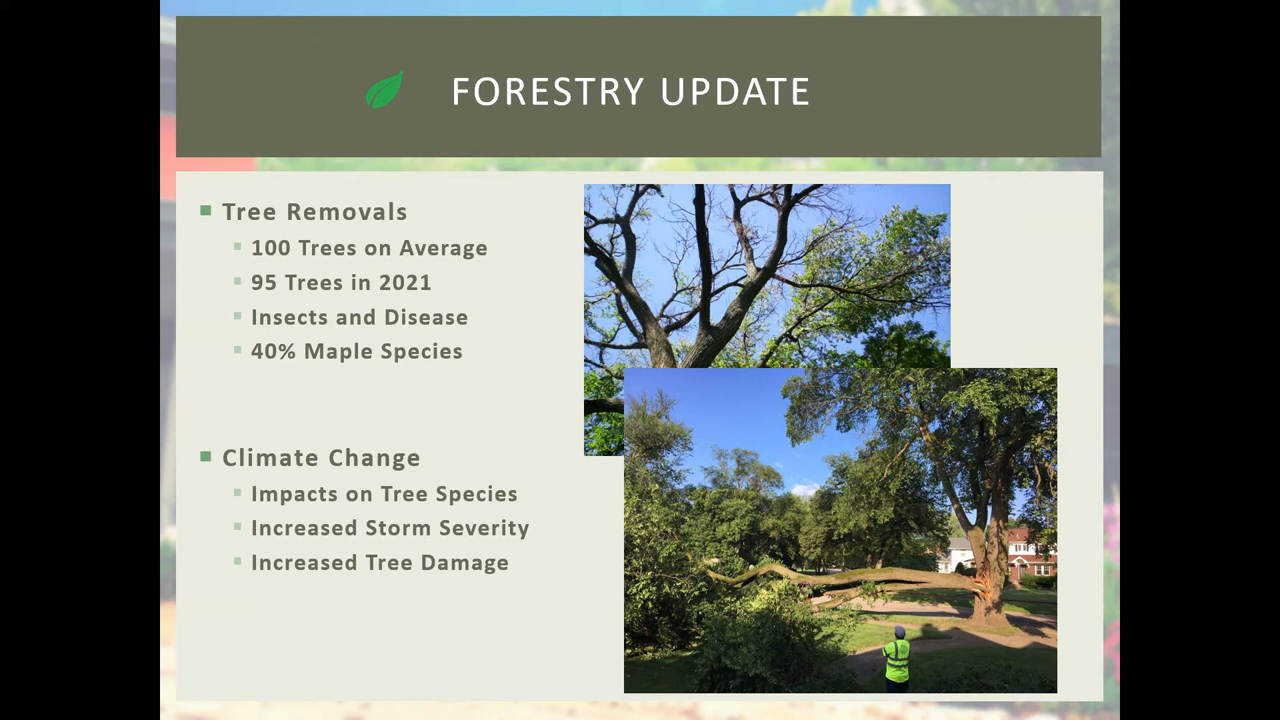 FORESTRY UPDATE
Tree Removals
100 Trees on Average
95 Trees in 2021
Insects and Disease
40% Maple Species
Climate Change
Impacts on Tree Species
Increased Storm Severity
Increased Tree Damage